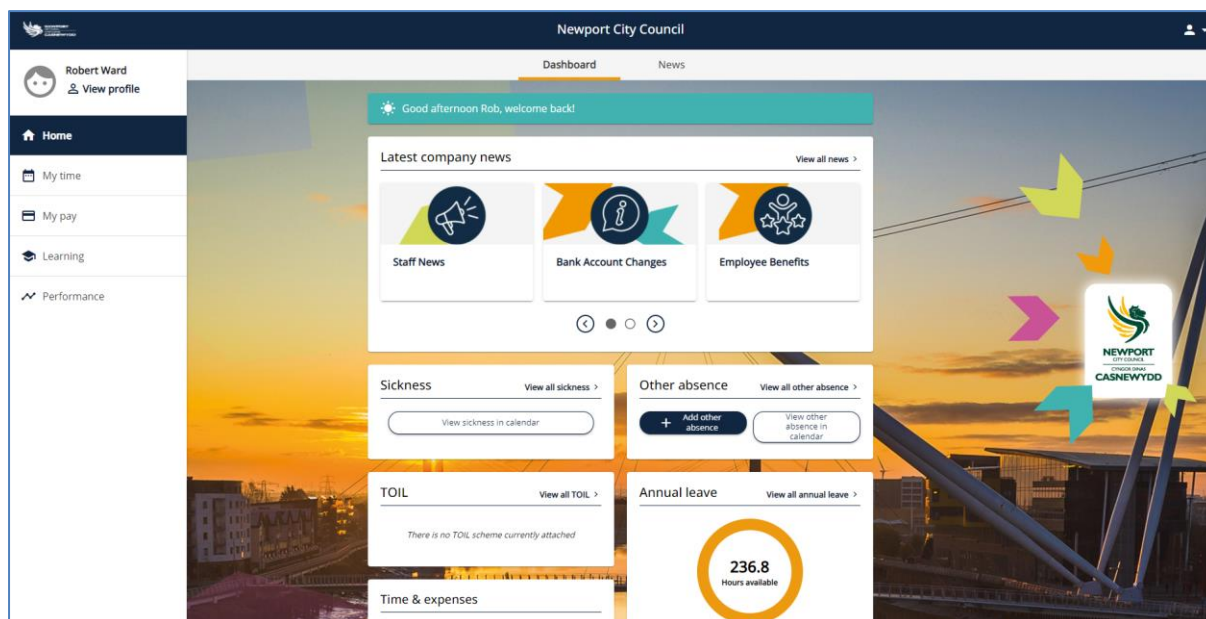 Newport City Council
Robert Ward
View profile
Dashboard
News
Home
My time
My pay
Learning
Performance
Good afternoon Rob, welcome back!
Latest company news
View all news >
Staff News
Bank Account Changes
Employee Benefits
Sickness
View all sickness >
View sickness in calendar
Other absence
View all other absence >
+ Add other
absence
View other
absence in
calendar
TOIL
View all TOIL >
There is no TOIL scheme currently attached
Annual leave
View all annual leave >
236.8
Hours available
Time & expenses
NEWPORT
CITY COUNCIL
CYNGOR DINAS
CASNEWYDD